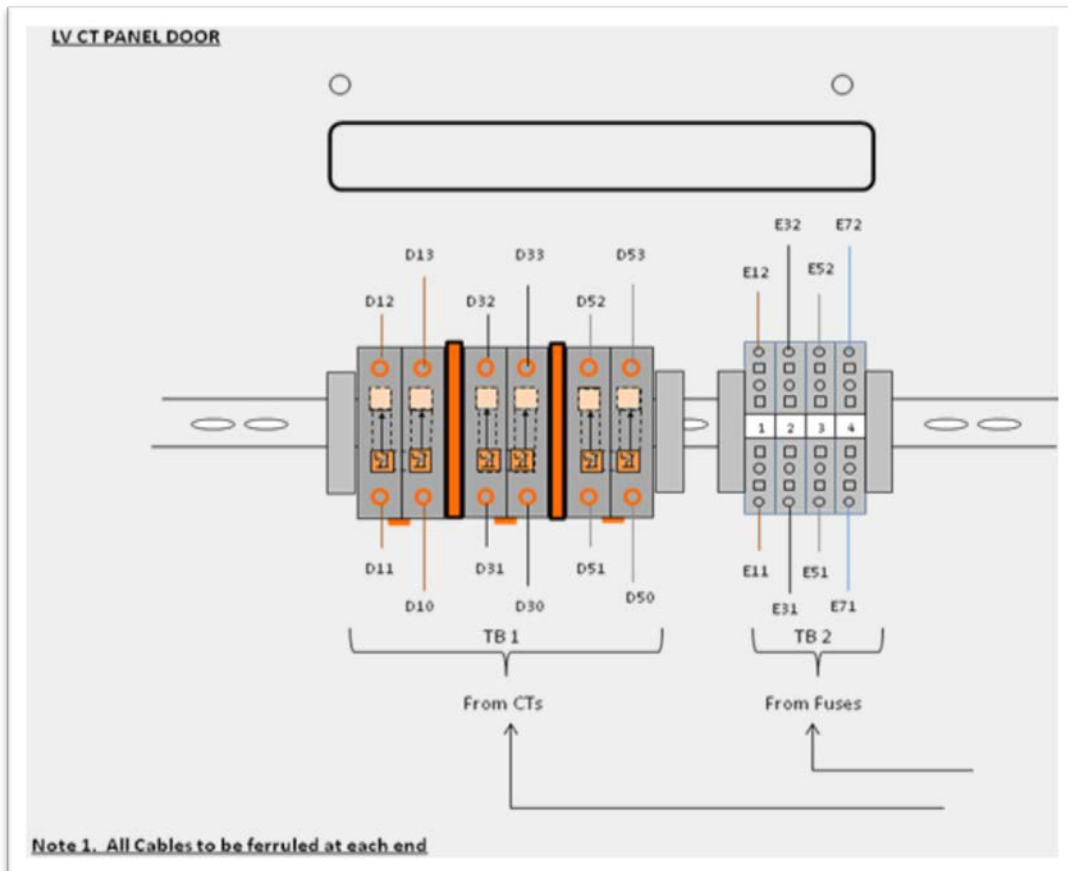 LV CT PANEL DOOR
E32 E72
D13 D33 D53 E12 E52
D12 D32 D52
1 2 3 4
D11 D31 D51 E11 E51
D10 D30 D50 E31 E71
TB 1 TB 2
From CTs From Fuses
Note 1. All Cables to be ferruled at each end